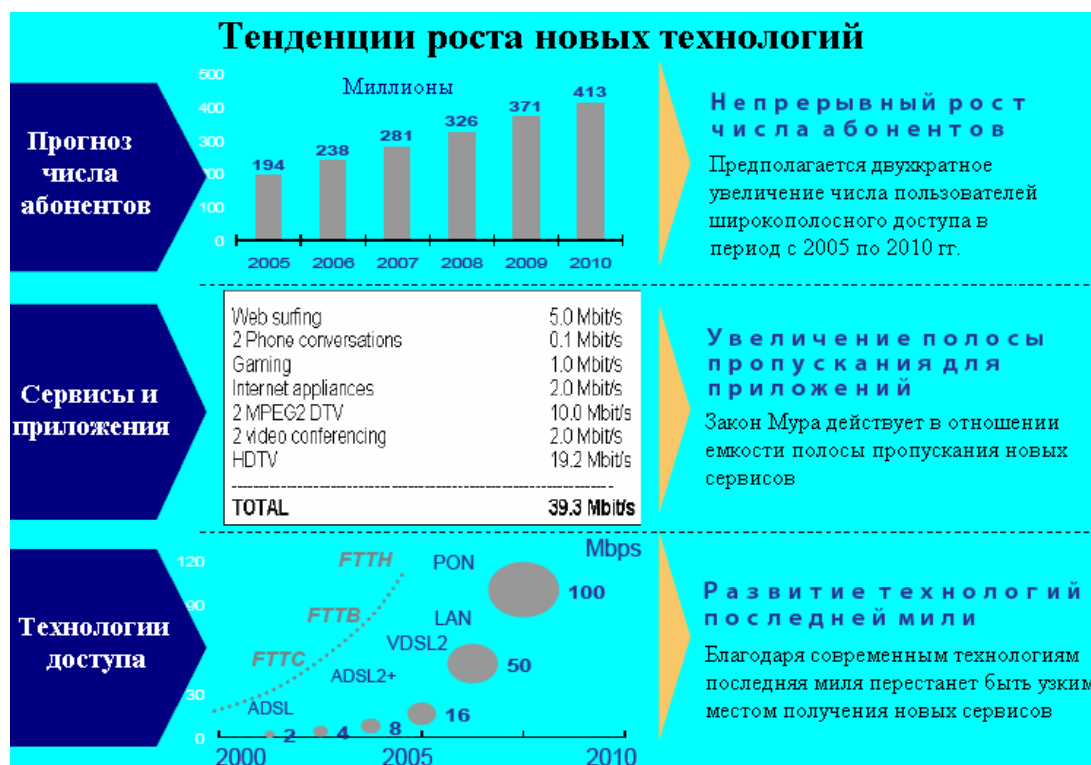 Тенденции роста новых технологий
Прогноз
числа
абонентов
Миллионы
500
400
300
200
100
0
194
238
281
326
371
413
2005
2006
2007
2008
2009
2010
Непрерывный рост
числа абонентов
Предполагается двухкратное
увеличение числа пользователей
широкополосного доступа в
период с 2005 по 2010 гг.
Сервисы и
приложения
Web surfing 5.0 Mbit/s
2 Phone conversations 0.1 Mbit/s
Gaming 1.0 Mbit/s
Internet appliances 2.0 Mbit/s
2 MPEG2 DTV 10.0 Mbit/s
2 video conferencing 2.0 Mbit/s
HDTV 19.2 Mbit/s
TOTAL 39.3 Mbit/s
Увеличение полосы
пропускания для
приложений
Закон Мура действует в отношении
емкости полосы пропускания новых
сервисов
Технологии
доступа
Mbps
120
90
30
0
FTTH
FTTB
FTTC
PON
LAN
VDSL2
ADSL2+
ADSL
100
50
16
8
4
2
2000
2005
2010
Развитие технологий
последней мили
Благодаря современным технологиям
последняя миля перестанет быть узким
местом получения новых сервисов